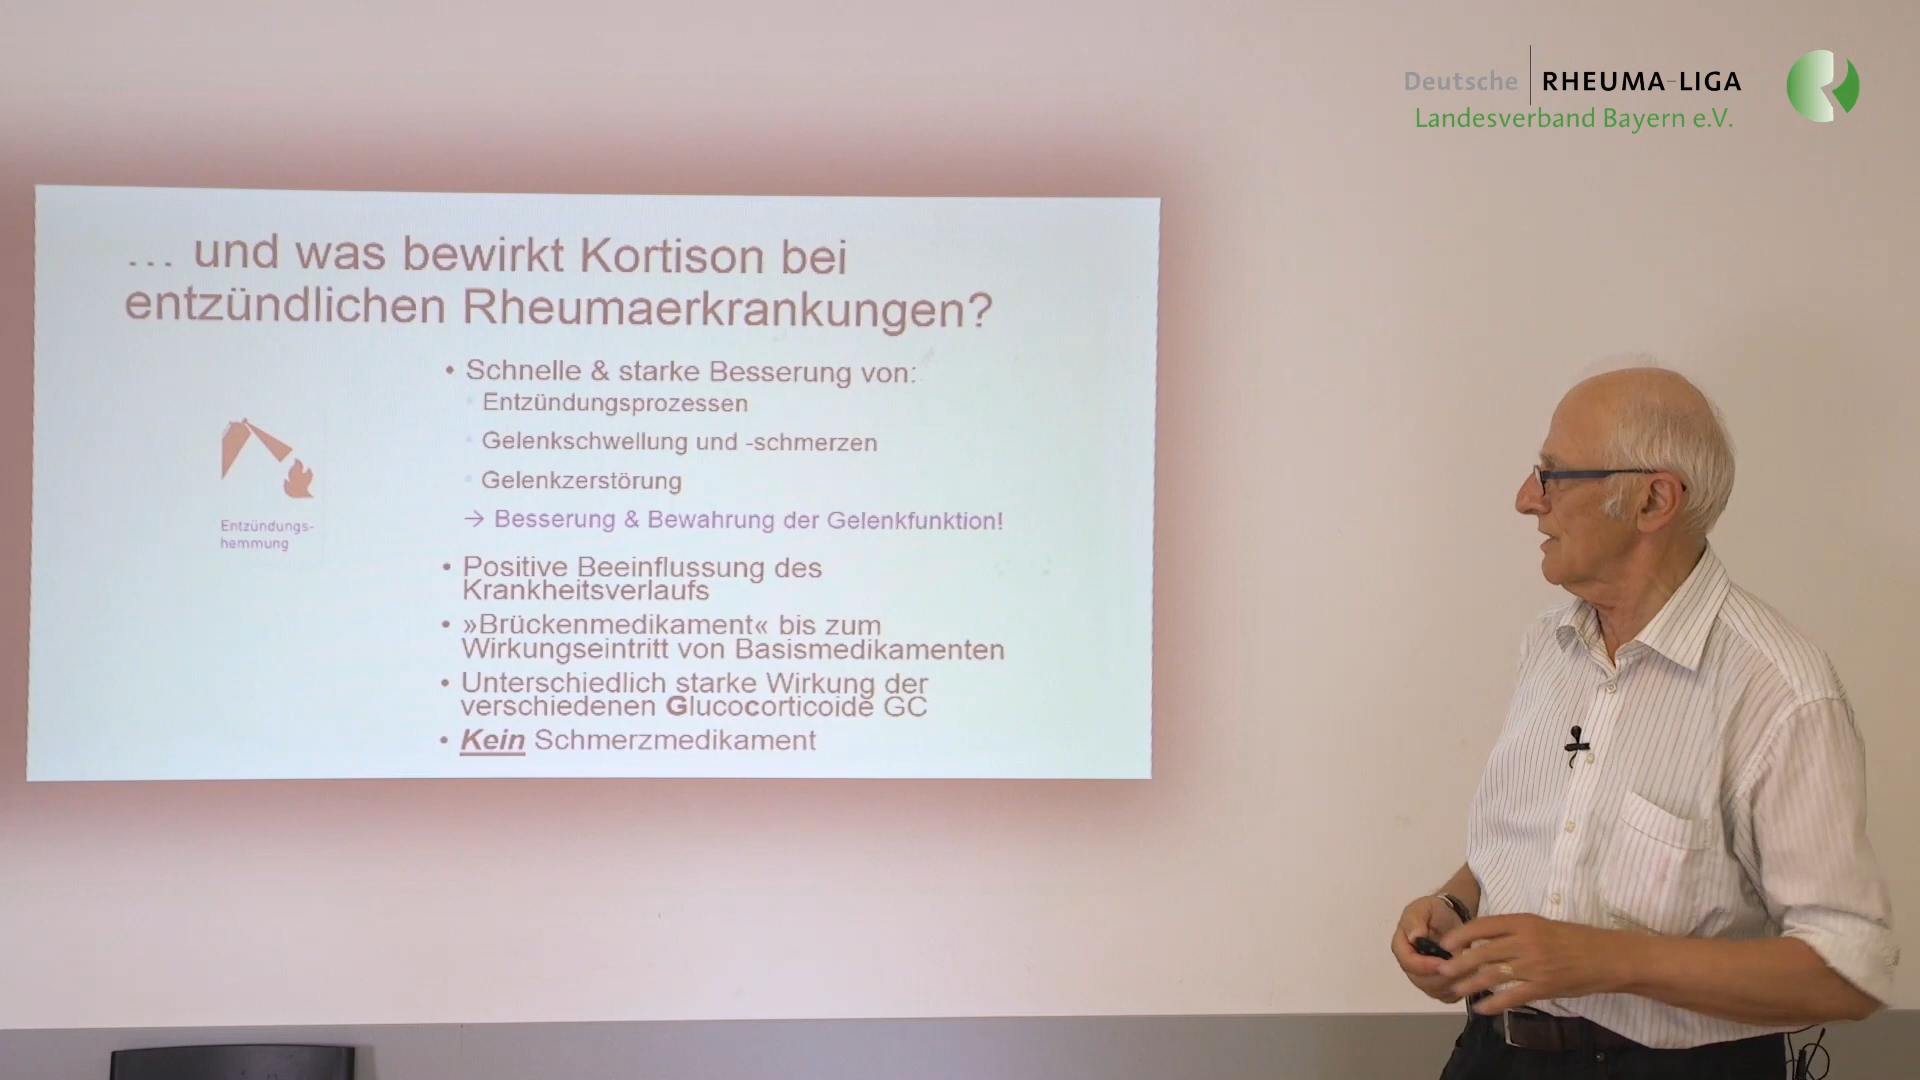 Deutsche RHEUMA-LIGA
Landesverband Bayern e.V.
... und was bewirkt Kortison bei
entzündlichen Rheumaerkrankungen?
• Schnelle & starke Besserung von:
Entzündungsprozessen
Gelenkschwellung und -schmerzen
Gelenkzerstörung
→ Besserung & Bewahrung der Gelenkfunktion!
Entzündungs-
hemmung
• Positive Beeinflussung des
Krankheitsverlaufs
• »Brückenmedikament« bis zum
Wirkungseintritt von Basismedikamenten
• Unterschiedlich starke Wirkung der
verschiedenen Glucocorticoide GC
• Kein Schmerzmedikament